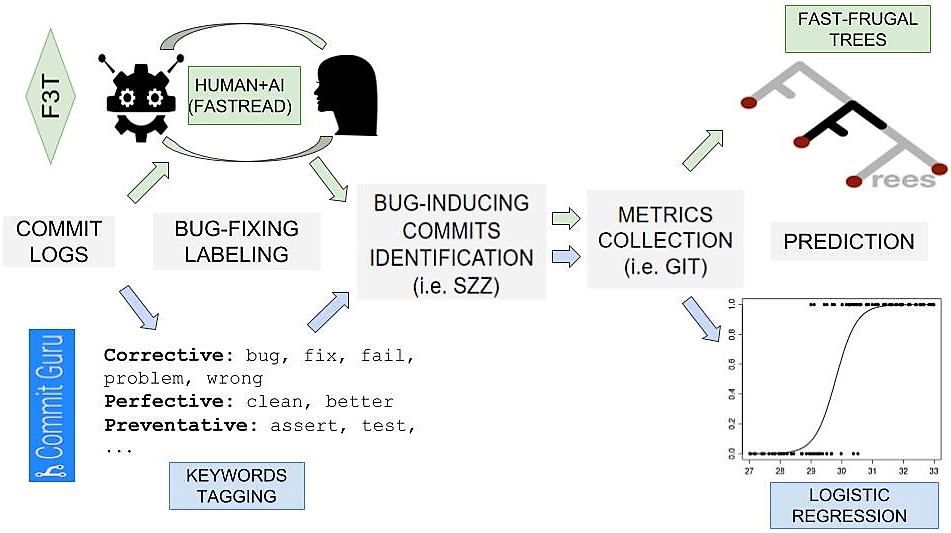 FAST-FRUGAL
TREES
F3T
HUMAN+AI
(FASTREAD)
F
F
rees
COMMIT
LOGS
BUG-FIXING
LABELING
BUG-INDUCING
COMMITS
IDENTIFICATION
(i.e. SZZ)
METRICS
COLLECTION
(i.e. GIT)
PREDICTION
Commit Guru
Corrective: bug, fix, fail,
problem, wrong
Perfective: clean, better
Preventative: assert, test,
...
KEYWORDS
TAGGING
1.0
0.8
0.6
0.4
0.2
0.0
27 28 29 30 31 32 33
LOGISTIC
REGRESSION